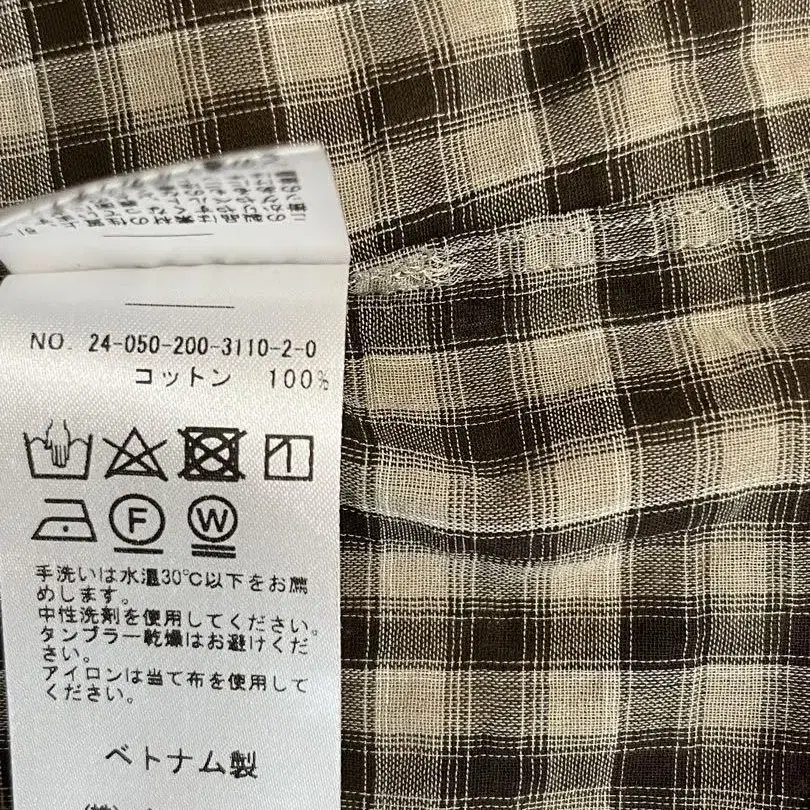 NO. 24-050-200-3110-2-0
コットン 100%
F
W
手洗いは水温30℃以下をお薦
めします。
中性洗剤を使用してください。
タンブラー乾燥はお避けくだ
さい。
アイロンは当て布を使用して
ください。
ベトナム製